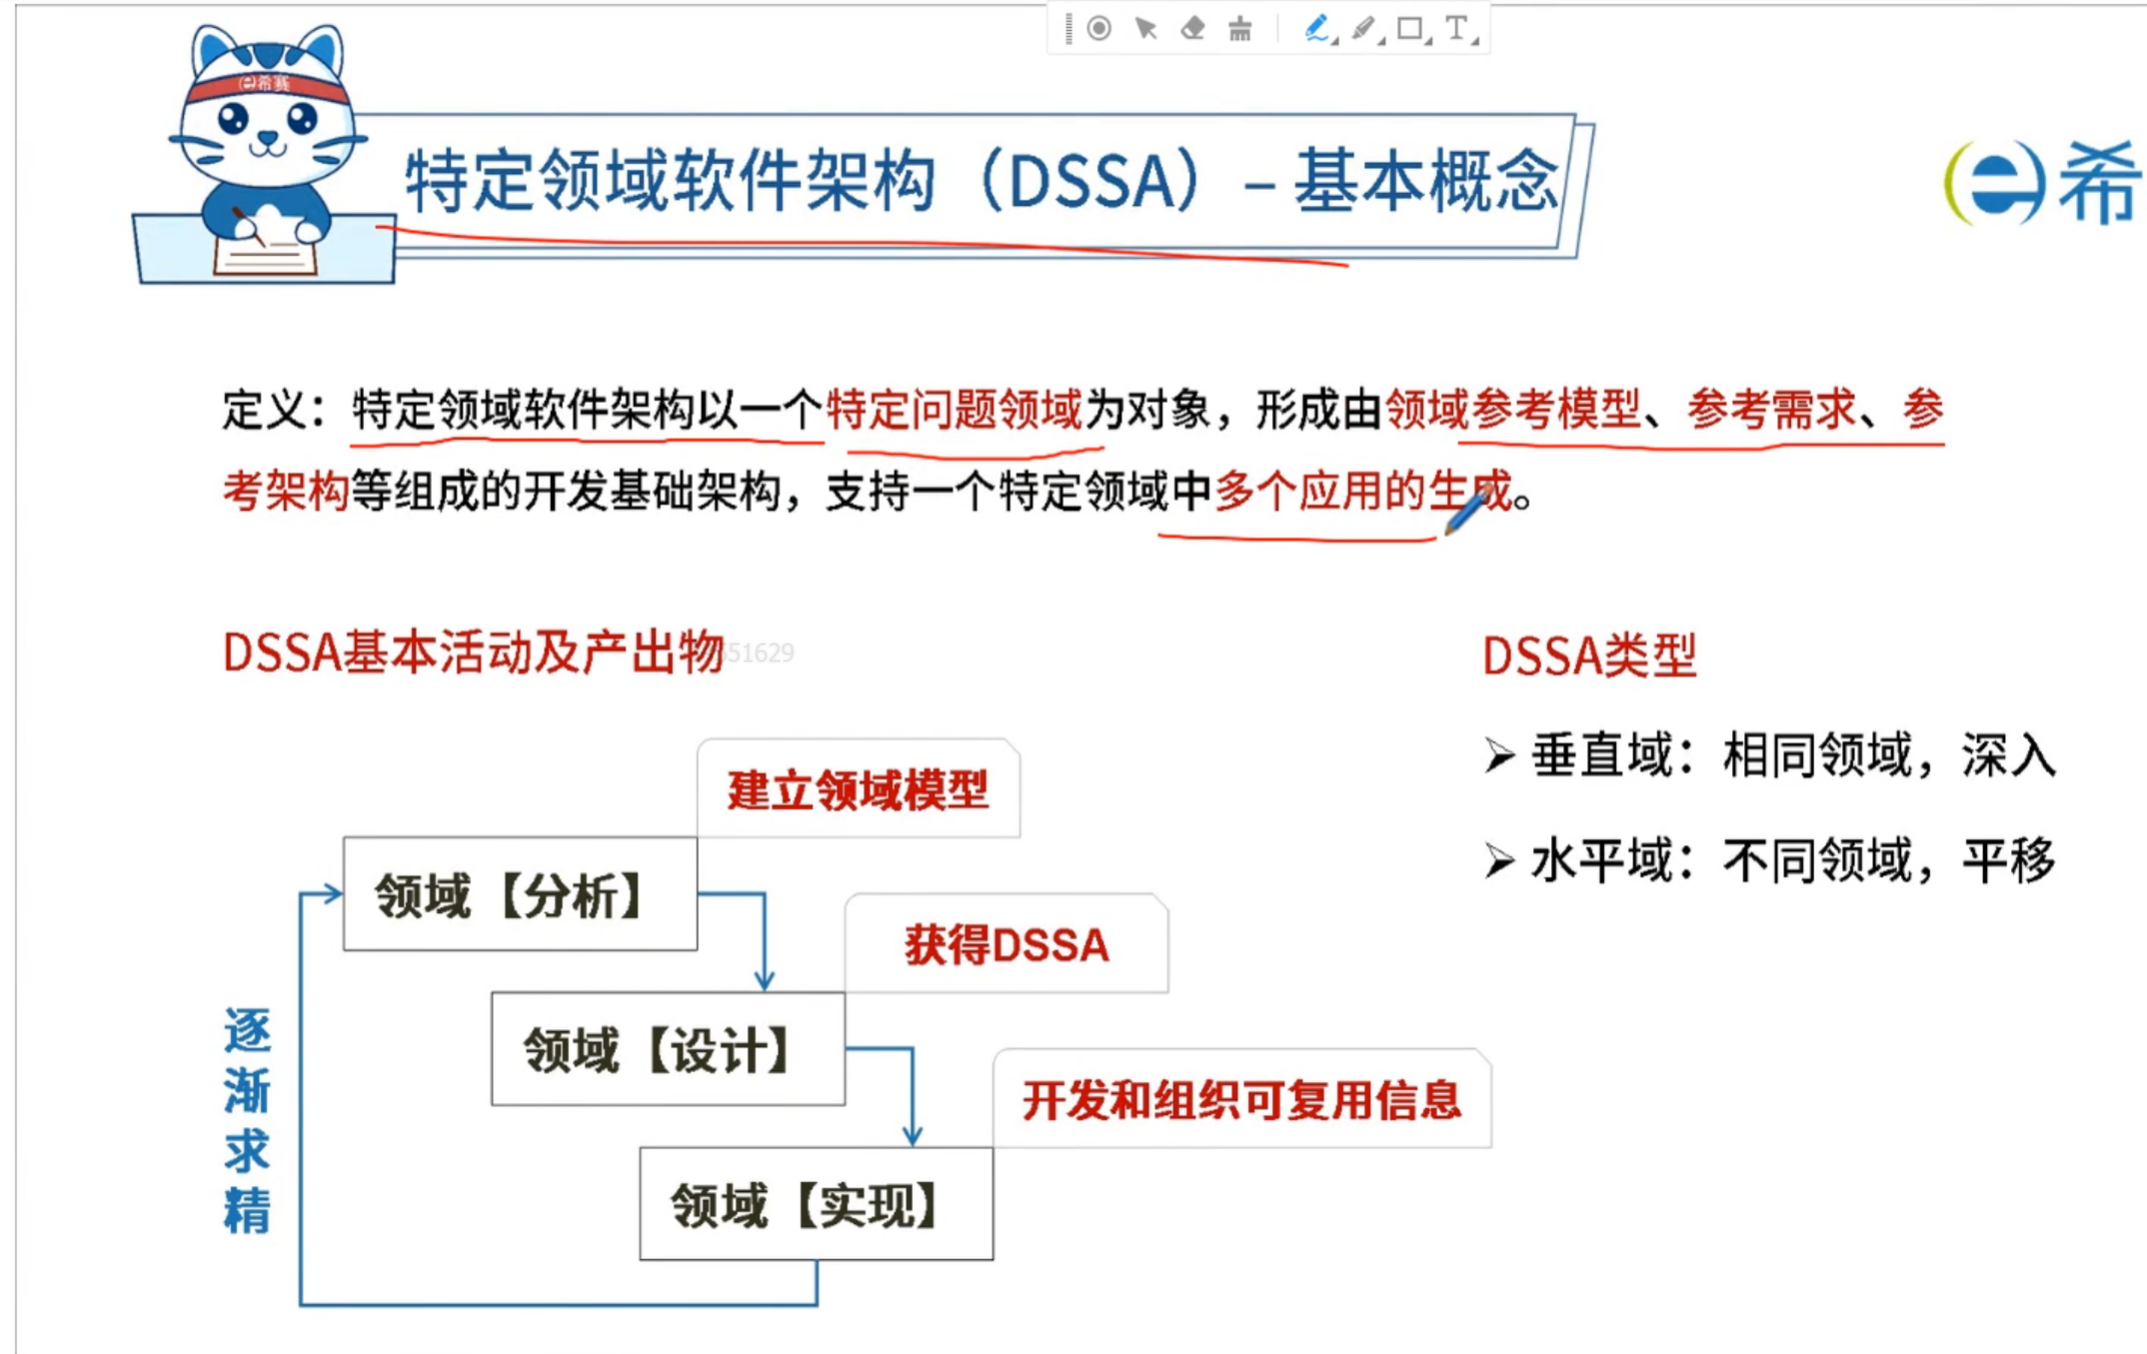 希赛
特定领域软件架构（DSSA）– 基本概念
希
定义：特定领域软件架构以一个特定问题领域为对象，形成由领域参考模型、参考需求、参
考架构等组成的开发基础架构，支持一个特定领域中多个应用的生成。
DSSA基本活动及产出物
51629
DSSA类型
垂直域：相同领域，深入
水平域：不同领域，平移
建立领域模型
领域【分析】
获得DSSA
领域【设计】
开发和组织可复用信息
领域【实现】
逐渐求精